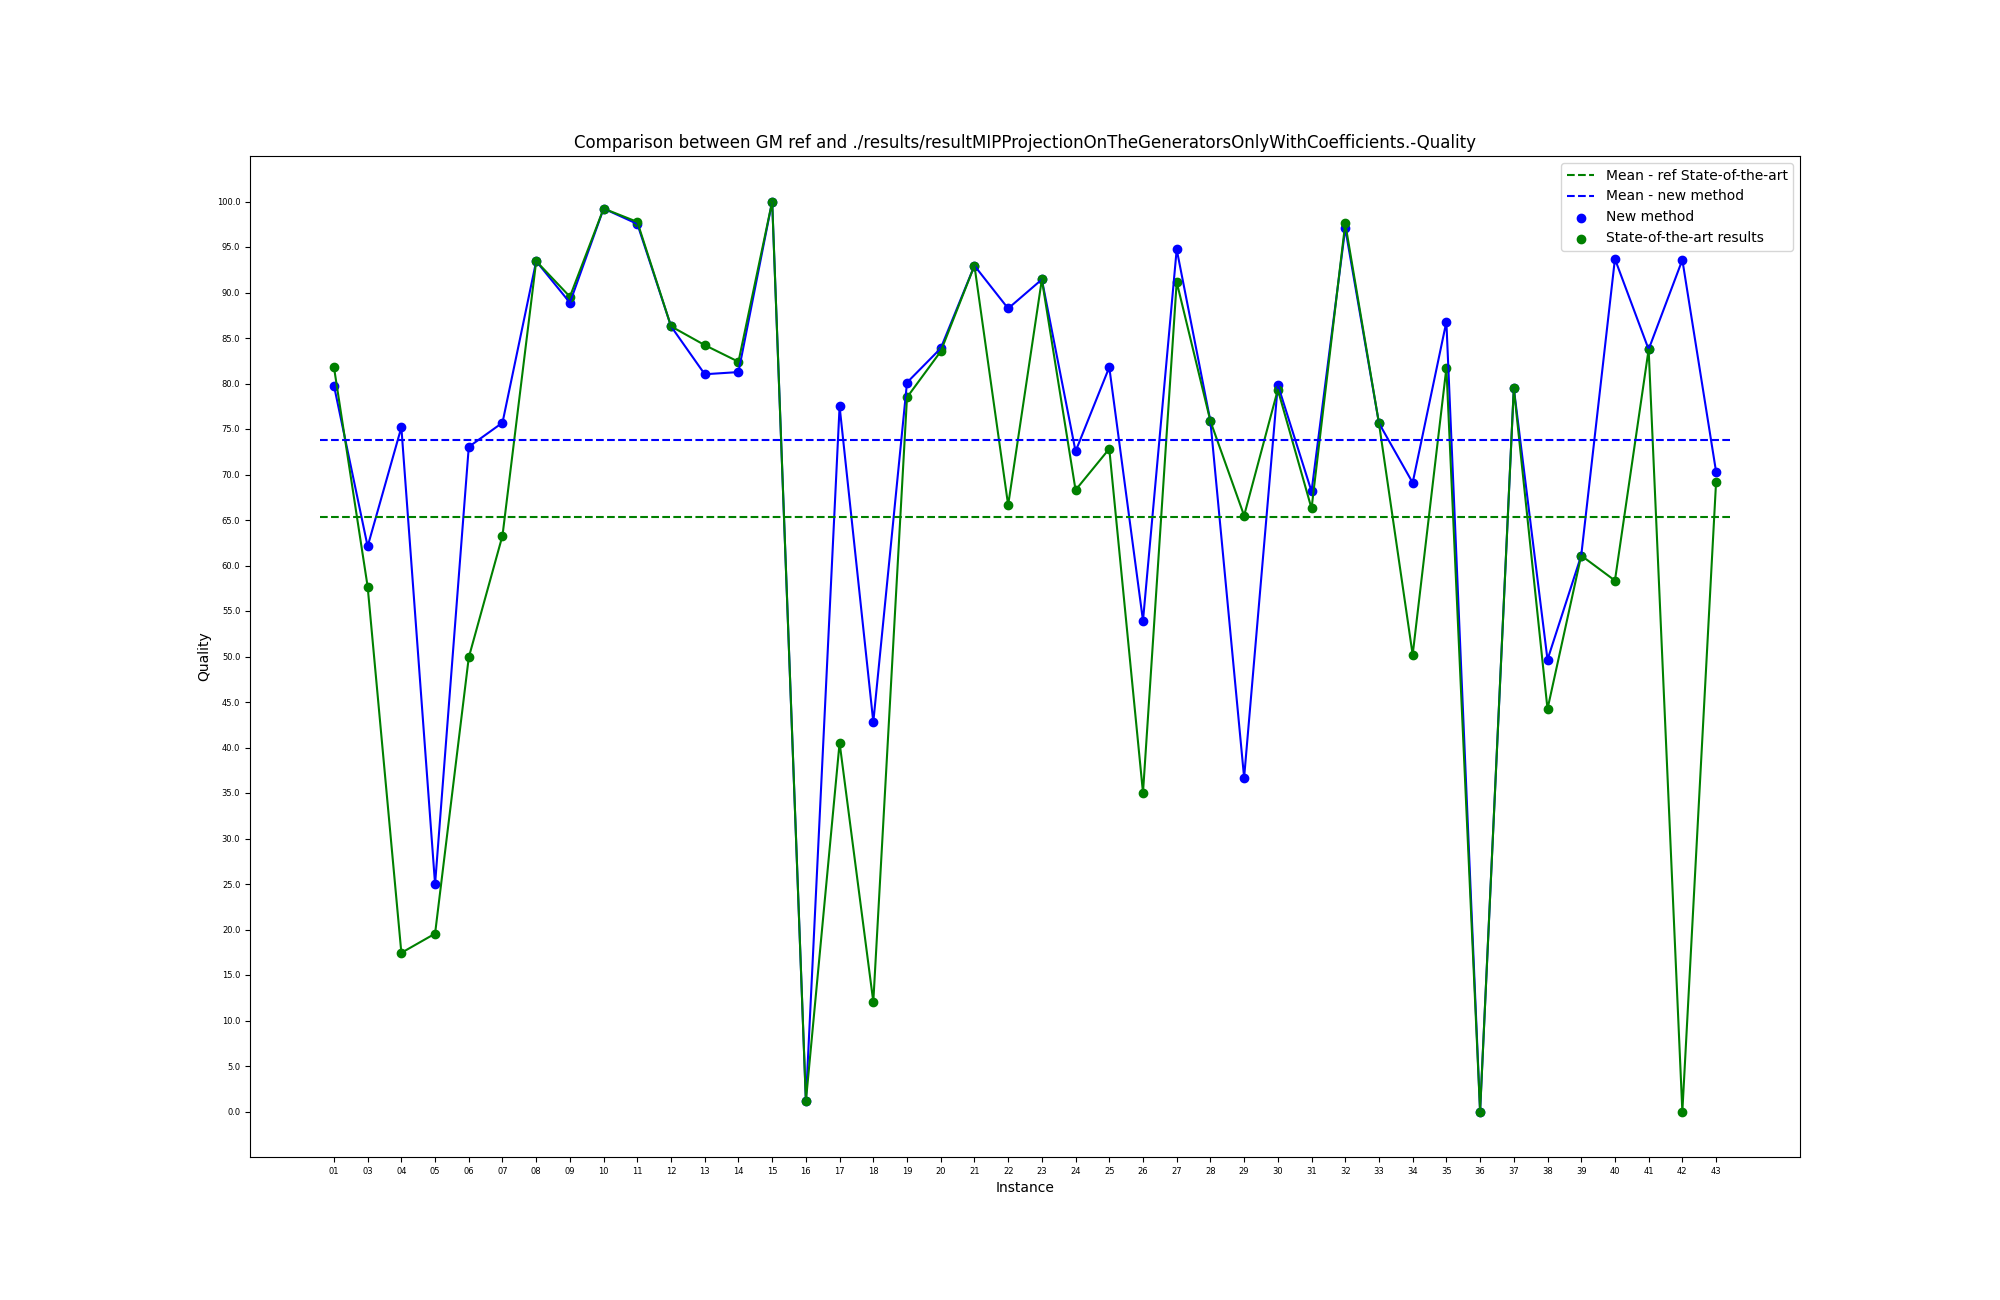 Comparison between GM ref and ./results/resultMIPProjectionOnTheGeneratorsOnlyWithCoefficients.-Quality
Mean - ref State-of-the-art
Mean - new method
New method
State-of-the-art results
100.0
95.0
90.0
85.0
80.0
75.0
70.0
65.0
60.0
55.0
50.0
45.0
40.0
35.0
30.0
25.0
20.0
15.0
10.0
5.0
0.0
Quality
01 03 04 05 06 07 08 09 10 11 12 13 14 15 16 17 18 19 20 21 22 23 24 25 26 27 28 29 30 31 32 33 34 35 36 37 38 39 40 41 42 43
Instance